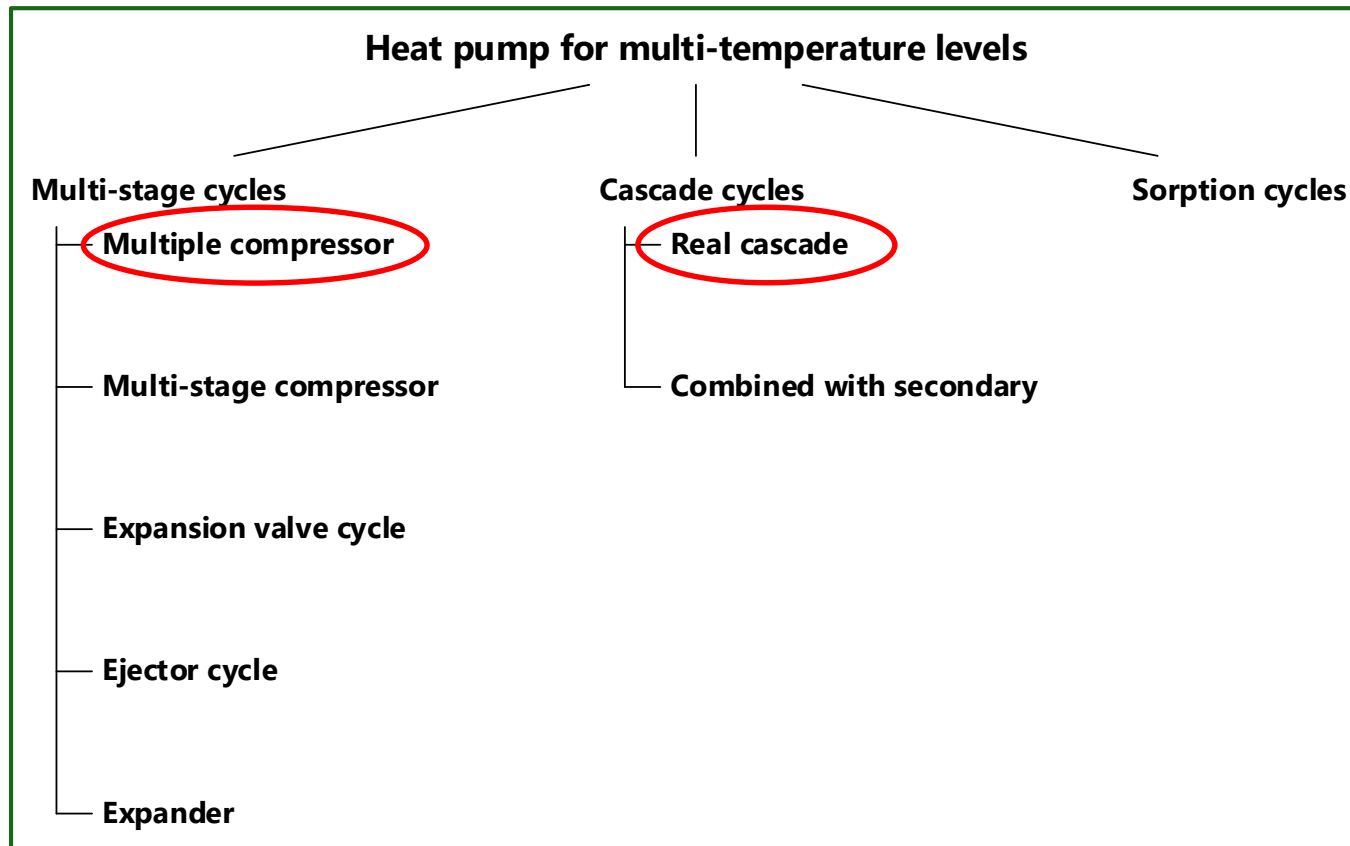 Heat pump for multi-temperature levels
Multi-stage cycles
Multiple compressor
Multi-stage compressor
Expansion valve cycle
Ejector cycle
Expander
Cascade cycles
Real cascade
Combined with secondary
Sorption cycles